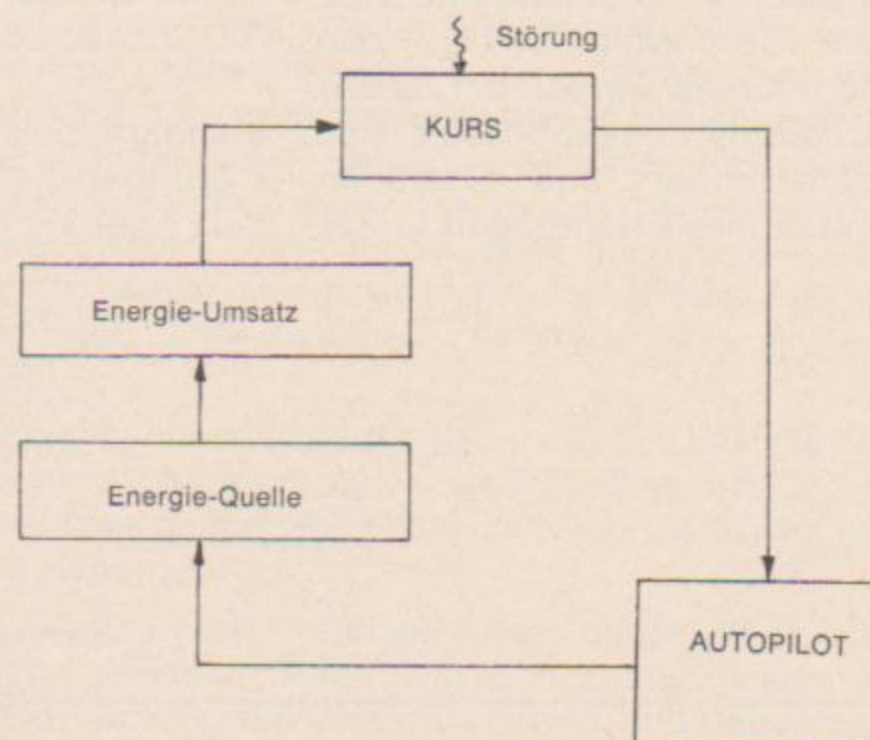 Störung
KURS
Energie-Umsatz
Energie-Quelle
AUTOPILOT